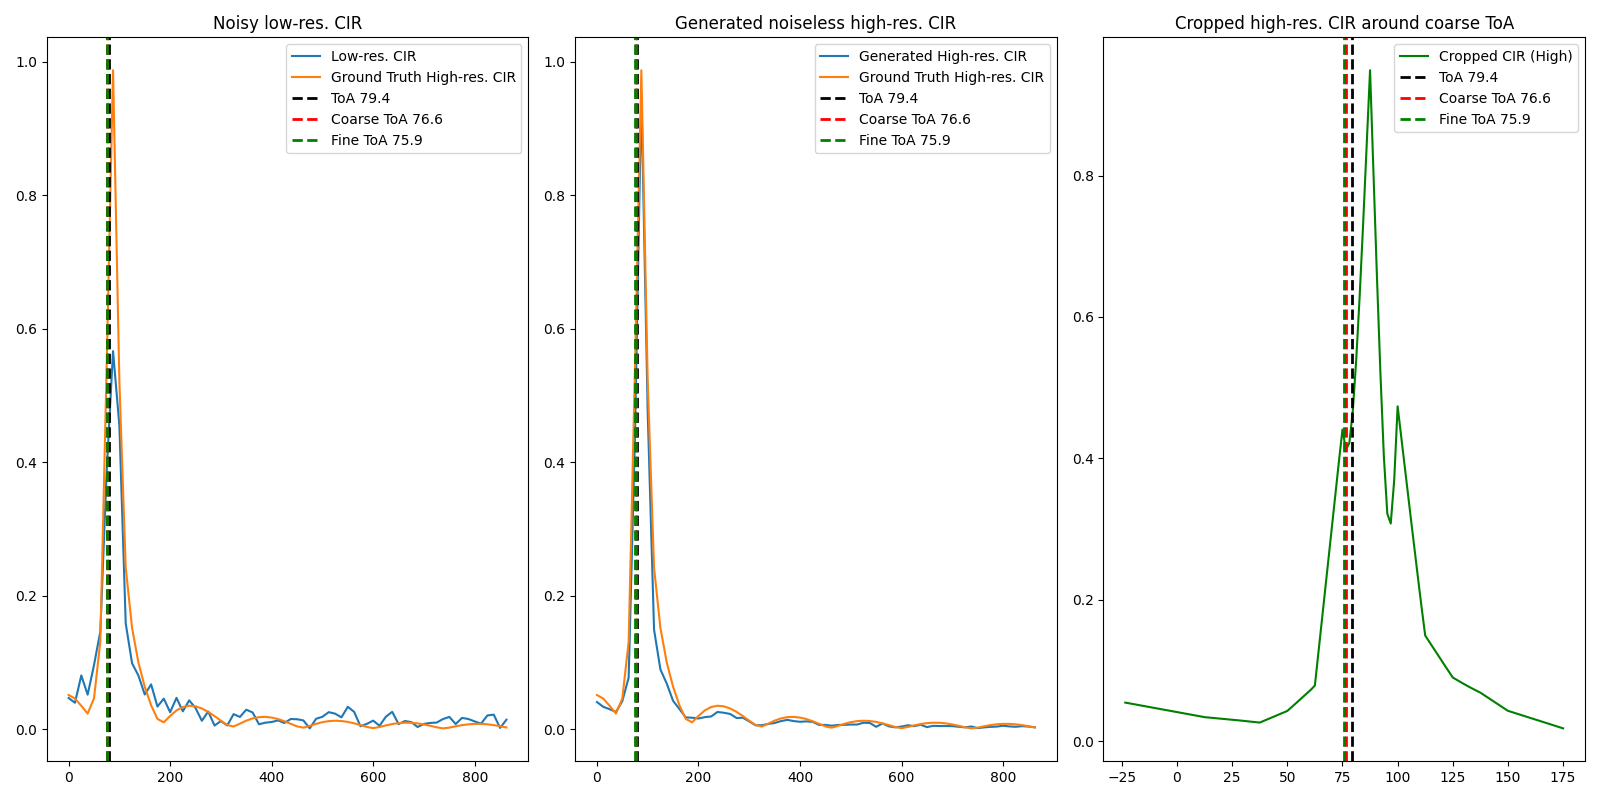 Noisy low-res. CIR
Low-res. CIR
Ground Truth High-res. CIR
ToA 79.4
Coarse ToA 76.6
Fine ToA 75.9
1.0
0.8
0.6
0.4
0.2
0.0
0 200 400 600 800
Generated noiseless high-res. CIR
Generated High-res. CIR
Ground Truth High-res. CIR
ToA 79.4
Coarse ToA 76.6
Fine ToA 75.9
1.0
0.8
0.6
0.4
0.2
0.0
0 200 400 600 800
Cropped high-res. CIR around coarse ToA
Cropped CIR (High)
ToA 79.4
Coarse ToA 76.6
Fine ToA 75.9
0.8
0.6
0.4
0.2
0.0
−25 0 25 50 75 100 125 150 175